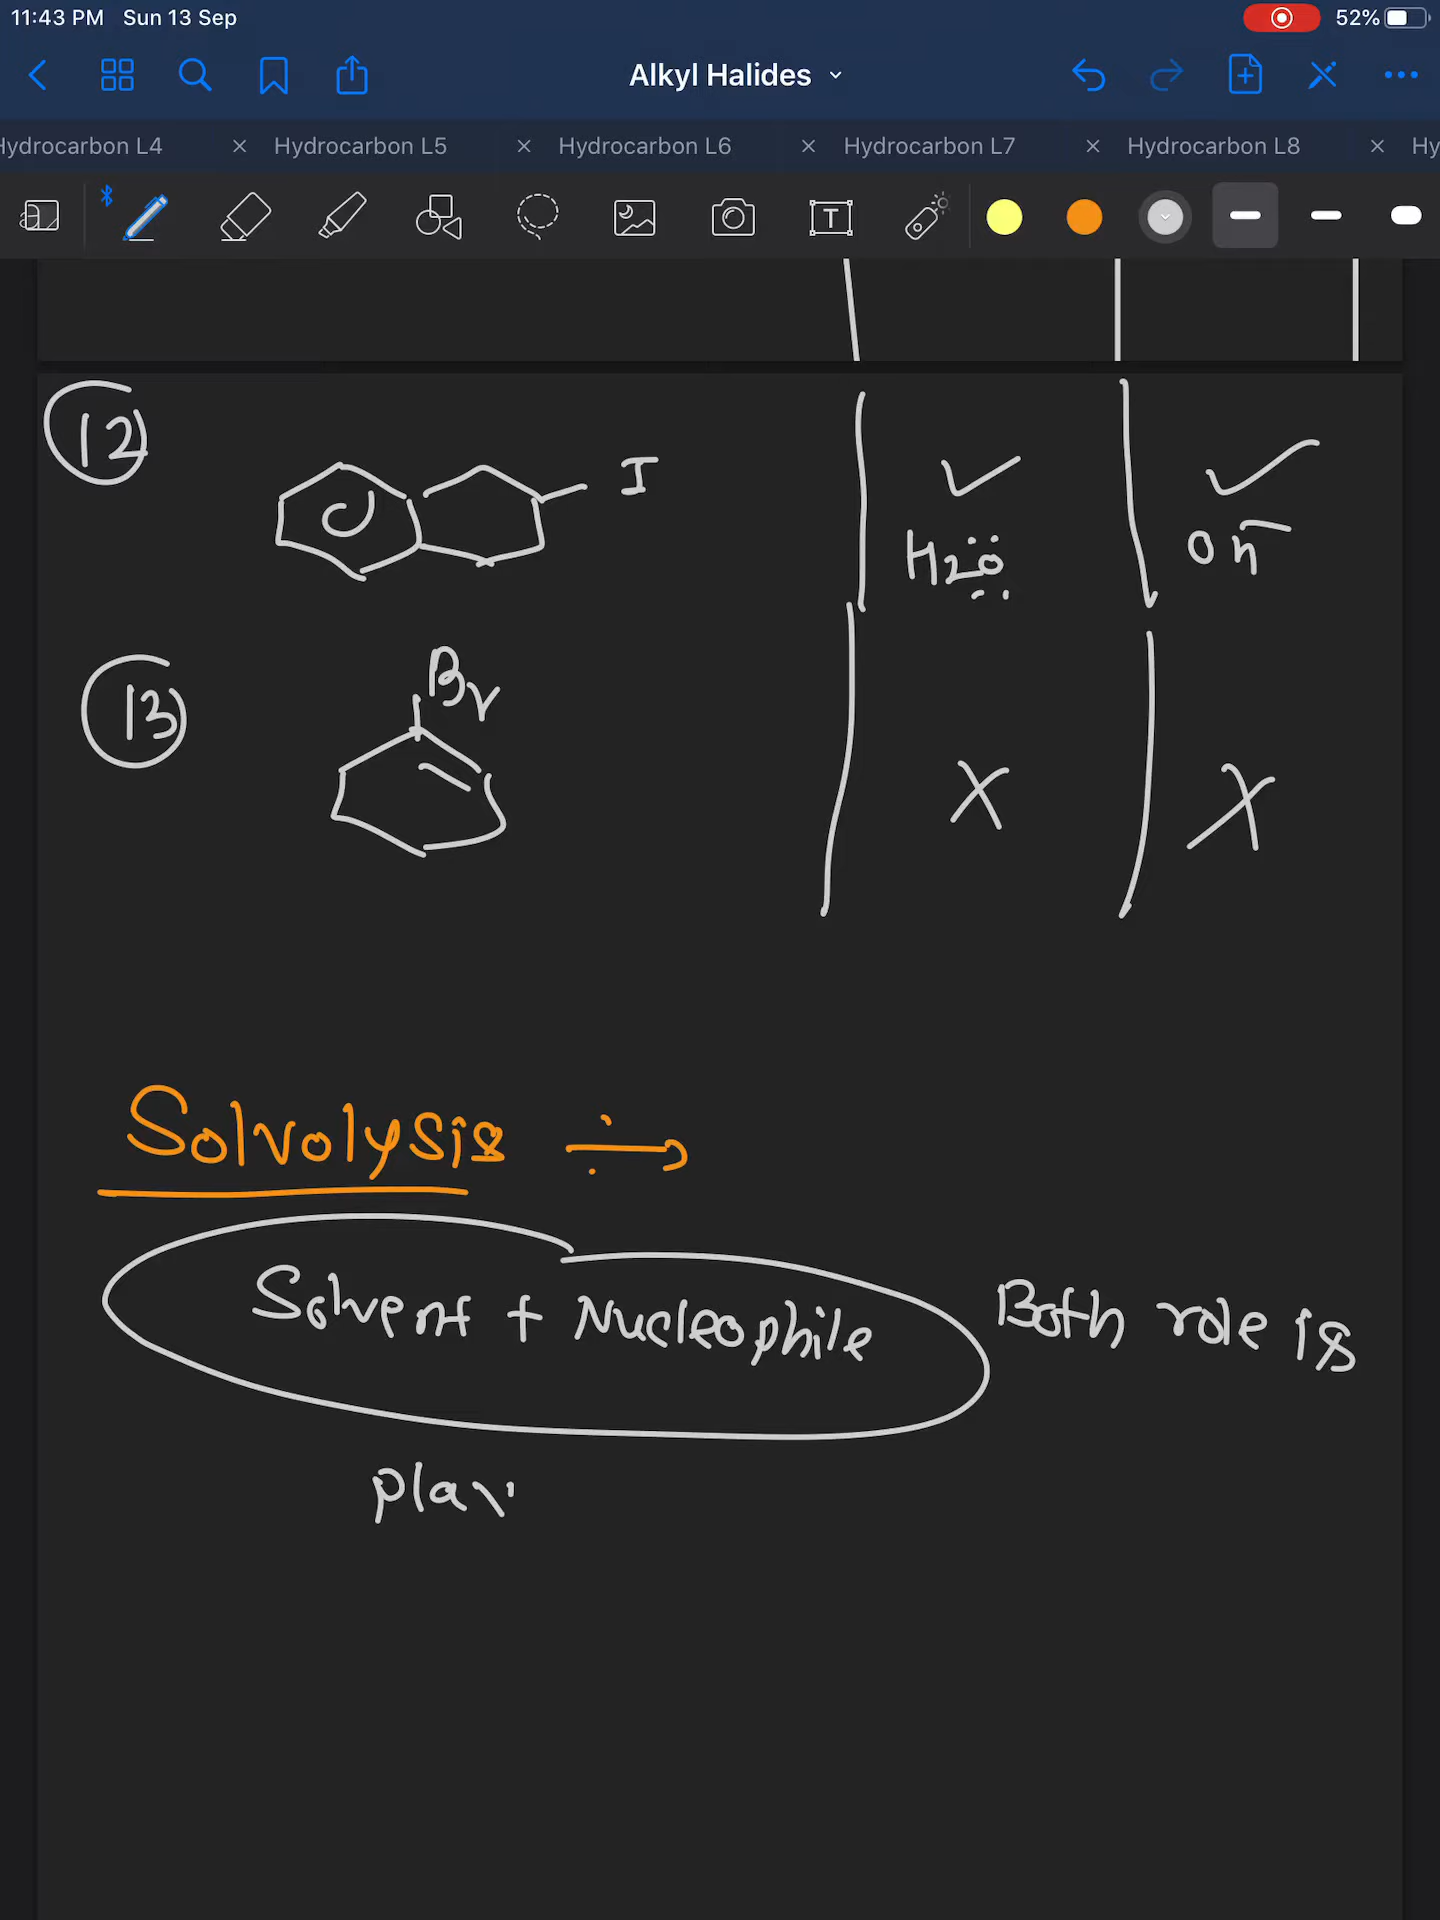 11:43 PM Sun 13 Sep 52%
Alkyl Halides
Hydrocarbon L4 Hydrocarbon L5 Hydrocarbon L6 Hydrocarbon L7 Hydrocarbon L8 Hy
12
I
H2O
OH
13
Br
X X
Solvolysis
Solvent + Nucleophile Both role is
play